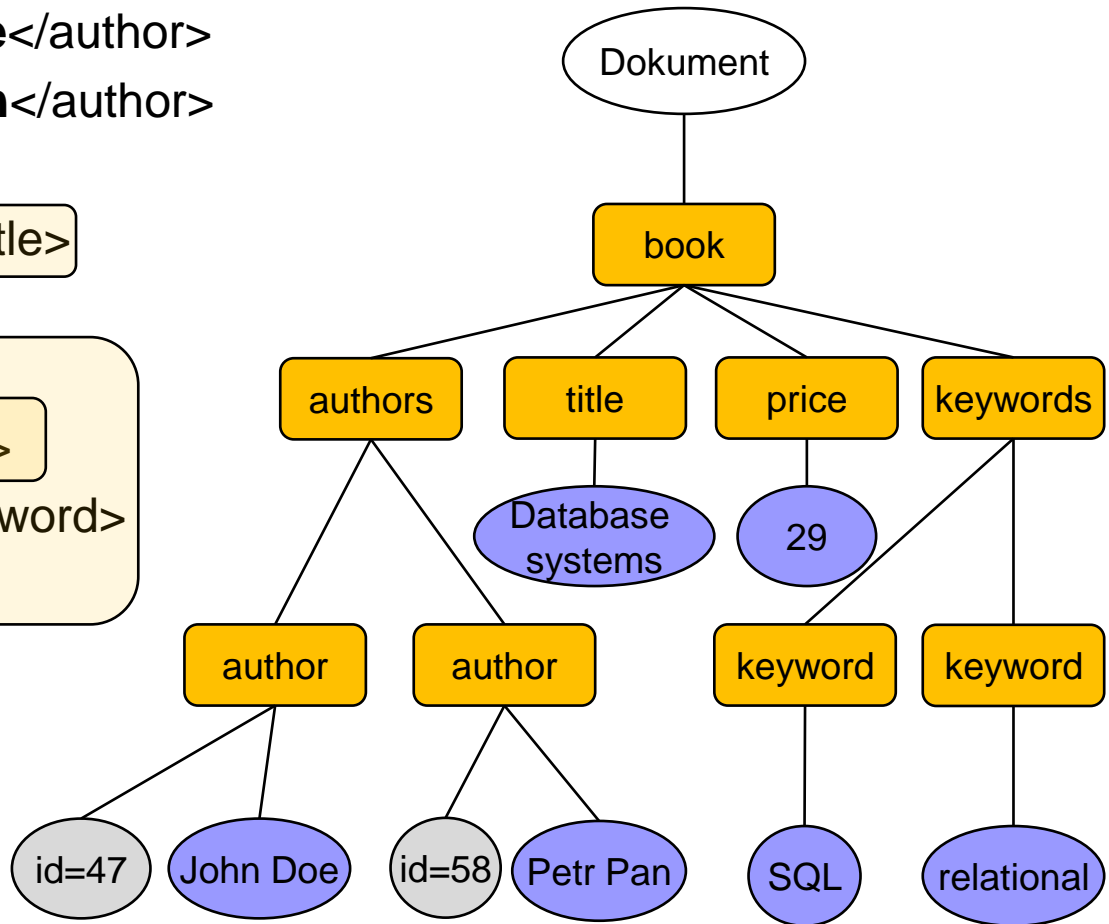 e</author>
n</author>
tle>
>
word>
Dokument
book
authors
title
price
keywords
Database
systems
29
author
author
keyword
keyword
id=47
John Doe
id=58
Petr Pan
SQL
relational